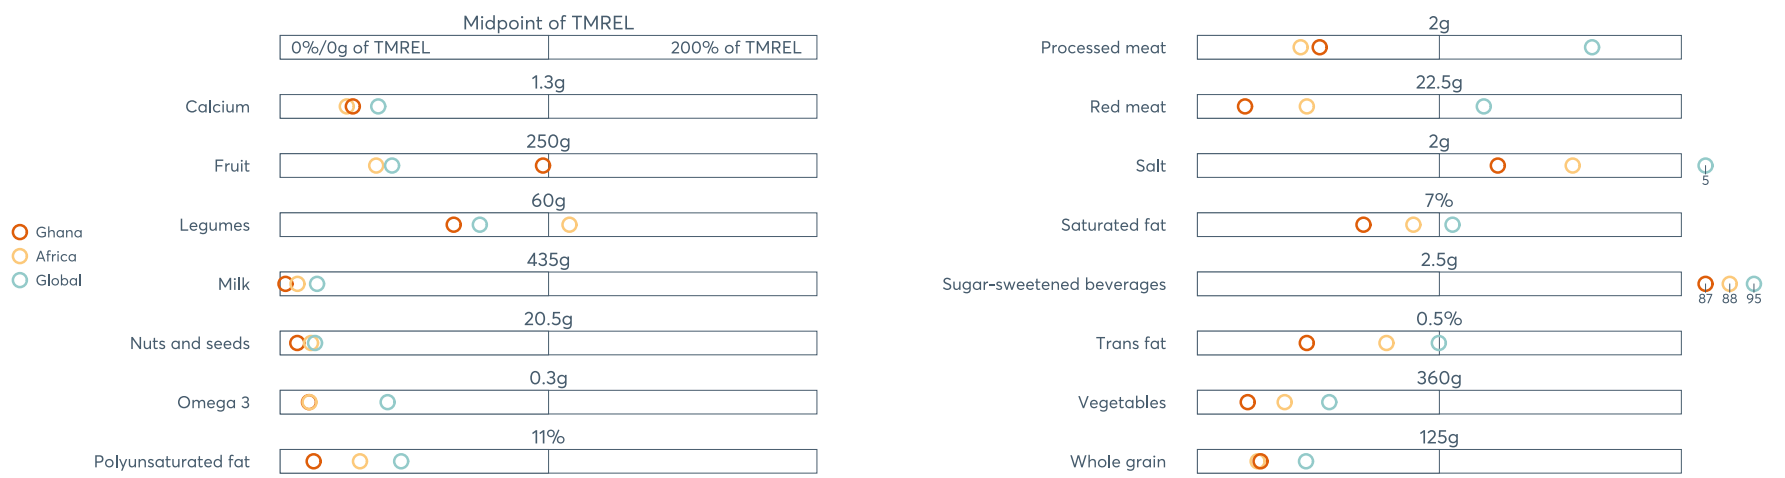 Midpoint of TMREL
0%/0g of TMREL 200% of TMREL
1.3g
Calcium
250g
Fruit
60g
Legumes
435g
Milk
20.5g
Nuts and seeds
0.3g
Omega 3
11%
Polyunsaturated fat
Ghana
Africa
Global
2g
Processed meat
22.5g
Red meat
2g
Salt
5
7%
Saturated fat
2.5g
Sugar-sweetened beverages
87 88 95
0.5%
Trans fat
360g
Vegetables
125g
Whole grain